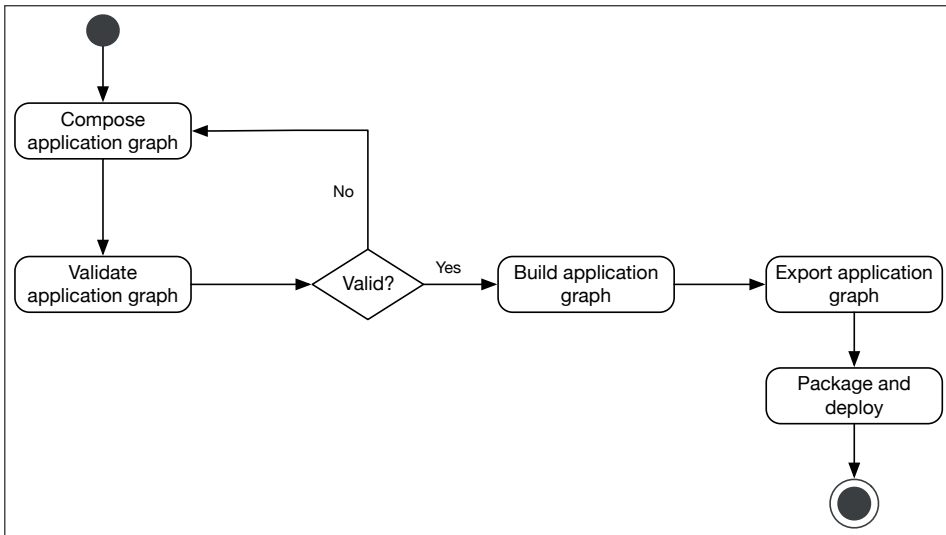 Compose
application graph
No
Validate
application graph
Valid?
Yes
Build application
graph
Export application
graph
Package and
deploy